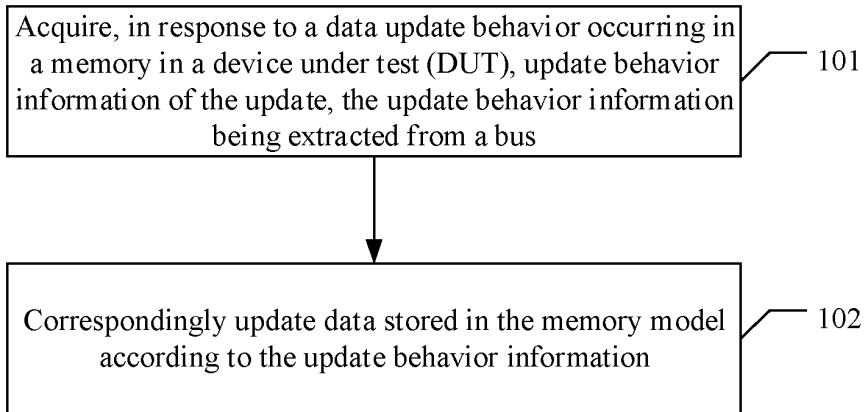 Acquire, in response to a data update behavior occurring in
a memory in a device under test (DUT), update behavior
information of the update, the update behavior information
being extracted from a bus
101
Correspondingly update data stored in the memory model
according to the update behavior information
102